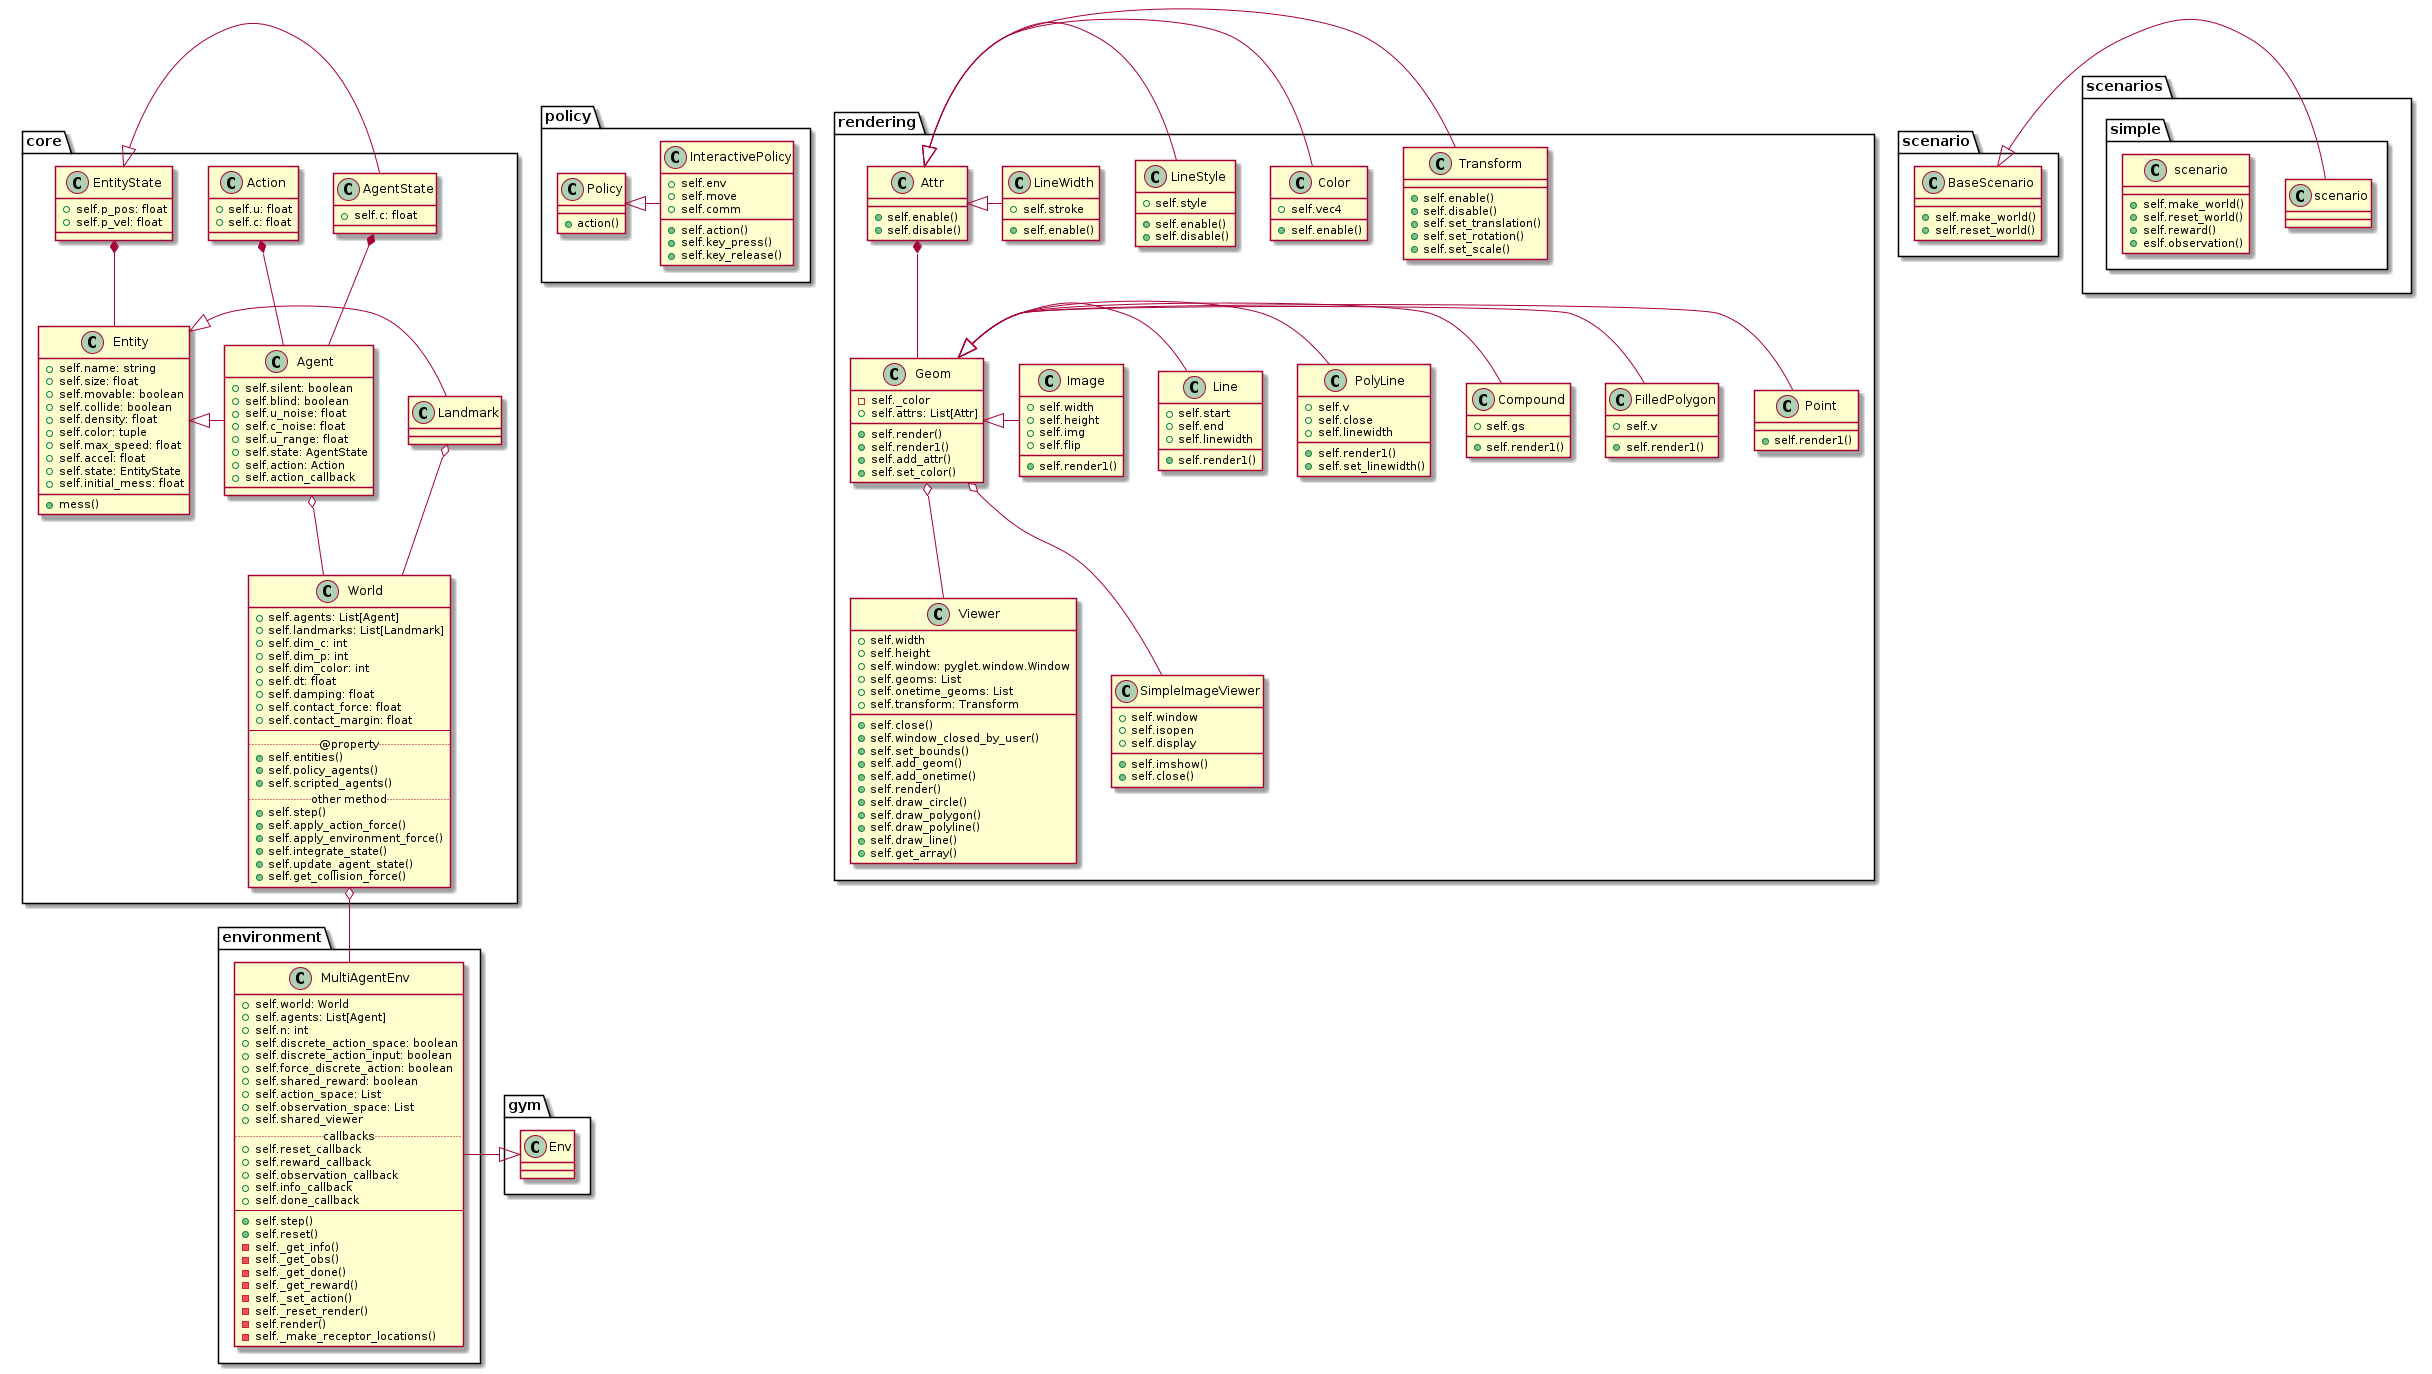 core
EntityState
self.p_pos: float
self.p_vel: float
Action
self.u: float
self.c: float
AgentState
self.c: float
Entity
self.name: string
self.size: float
self.movable: boolean
self.collide: boolean
self.density: float
self.color: tuple
self.max_speed: float
self.accel: float
self.state: EntityState
self.initial_mess: float
mess()
Agent
self.silent: boolean
self.blind: boolean
self.u_noise: float
self.c_noise: float
self.u_range: float
self.state: AgentState
self.action: Action
self.action_callback
Landmark
World
self.agents: List[Agent]
self.landmarks: List[Landmark]
self.dim_c: int
self.dim_p: int
self.dim_color: int
self.dt: float
self.damping: float
self.contact_force: float
self.contact_margin: float
@property
self.entities()
self.policy_agents()
self.scripted_agents()
other method
self.step()
self.apply_action_force()
self.apply_environment_force()
self.integrate_state()
self.update_agent_state()
self.get_collision_force()
environment
MultiAgentEnv
self.world: World
self.agents: List[Agent]
self.n: int
self.discrete_action_space: boolean
self.discrete_action_input: boolean
self.force_discrete_action: boolean
self.shared_reward: boolean
self.action_space: List
self.observation_space: List
self.shared_viewer
callbacks
self.reset_callback
self.reward_callback
self.observation_callback
self.info_callback
self.done_callback
self.step()
self.reset()
self._get_info()
self._get_obs()
self._get_done()
self._get_reward()
self._set_action()
self._reset_render()
self.render()
self._make_receptor_locations()
gym
Env
policy
Policy
action()
InteractivePolicy
self.env
self.move
self.comm
self.action()
self.key_press()
self.key_release()
rendering
Attr
self.enable()
self.disable()
LineWidth
self.stroke
self.enable()
LineStyle
self.style
self.enable()
self.disable()
Color
self.vec4
self.enable()
Transform
self.enable()
self.disable()
self.set_translation()
self.set_rotation()
self.set_scale()
Geom
self._color
self.attrs: List[Attr]
self.render()
self.render1()
self.add_attr()
self.set_color()
Image
self.width
self.height
self.img
self.flip
self.render1()
Line
self.start
self.end
self.linewidth
self.render1()
PolyLine
self.v
self.close
self.linewidth
self.render1()
self.set_linewidth()
Compound
self.gs
self.render1()
FilledPolygon
self.v
self.render1()
Point
self.render1()
Viewer
self.width
self.height
self.window: pyglet.window.Window
self.geoms: List
self.onetime_geoms: List
self.transform: Transform
self.close()
self.window_closed_by_user()
self.set_bounds()
self.add_geom()
self.add_onetime()
self.render()
self.draw_circle()
self.draw_polygon()
self.draw_polyline()
self.draw_line()
self.get_array()
SimpleImageViewer
self.window
self.isopen
self.display
self.imshow()
self.close()
scenario
BaseScenario
self.make_world()
self.reset_world()
scenarios
simple
scenario
self.make_world()
self.reset_world()
self.reward()
eslf.observation()
scenario